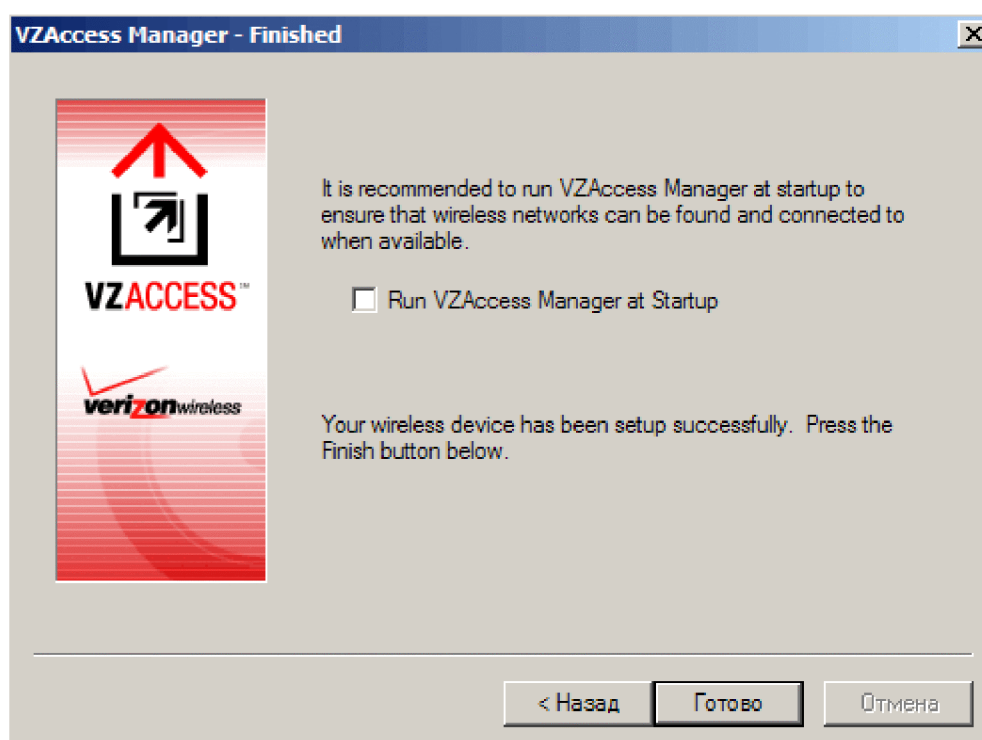 VZAccess Manager - Finished
It is recommended to run VZAccess Manager at startup to
ensure that wireless networks can be found and connected to
when available.
VZACCESS™
Run VZAccess Manager at Startup
verizonwireless
Your wireless device has been setup successfully. Press the
Finish button below.
< Назад
Готово
Отмена